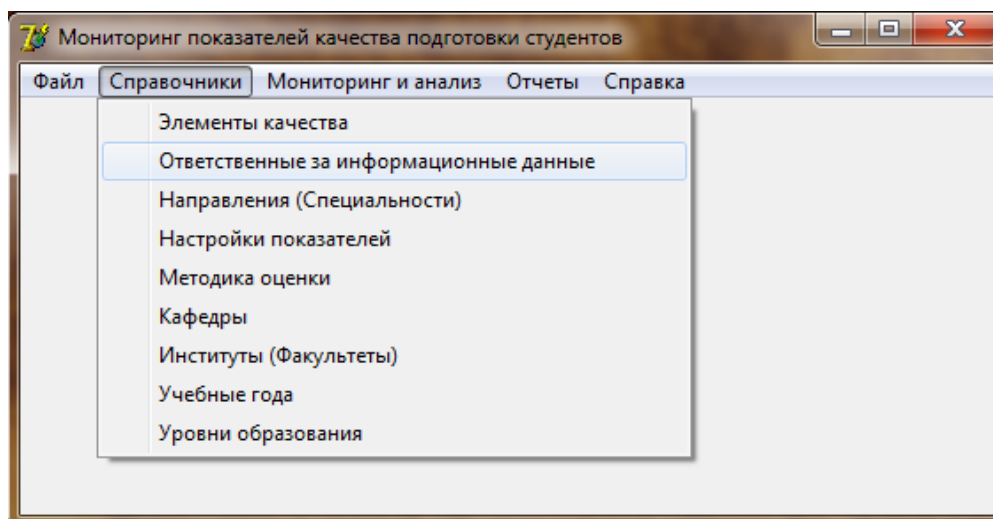 Мониторинг показателей качества подготовки студентов
Файл Справочники Мониторинг и анализ Отчеты Справка
Элементы качества
Ответственные за информационные данные
Направления (Специальности)
Настройки показателей
Методика оценки
Кафедры
Институты (Факультеты)
Учебные года
Уровни образования